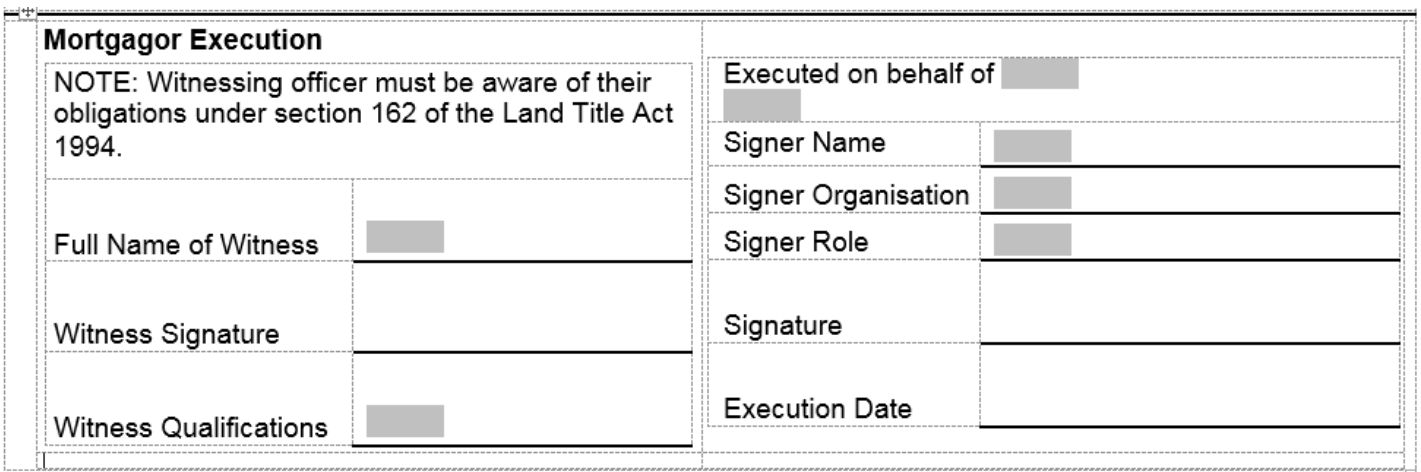 Mortgagor Execution
NOTE: Witnessing officer must be aware of their
obligations under section 162 of the Land Title Act
1994.
Full Name of Witness
Witness Signature
Witness Qualifications
Executed on behalf of
Signer Name
Signer Organisation
Signer Role
Signature
Execution Date